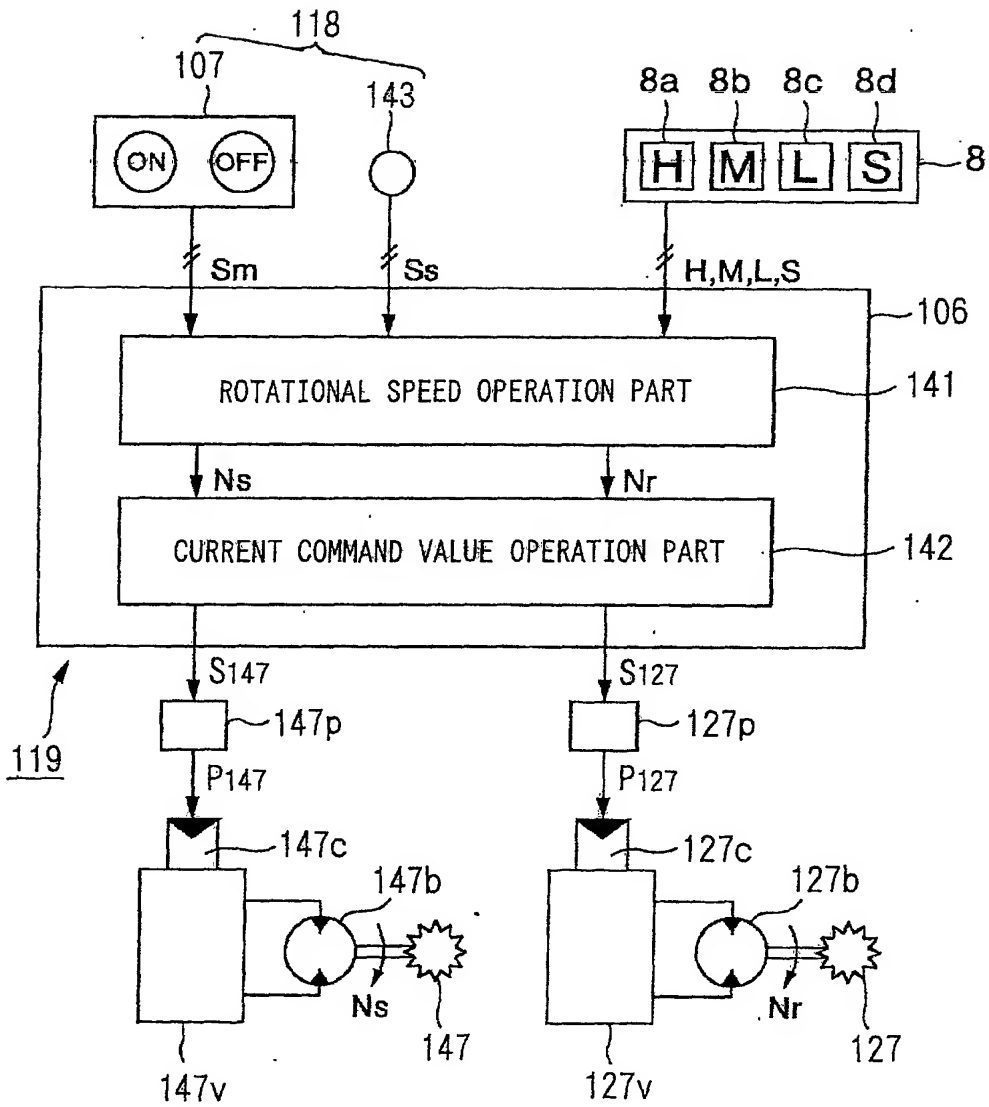 118
107
143
8a 8b 8c 8d
ON OFF
H M L S
8
Sm
Ss
H,M,L,S
106
ROTATIONAL SPEED OPERATION PART
141
Ns
Nr
CURRENT COMMAND VALUE OPERATION PART
142
S147
S127
147p
127p
119
P147
P127
147c
127c
147b
127b
Ns
Nr
147
127
147v
127v